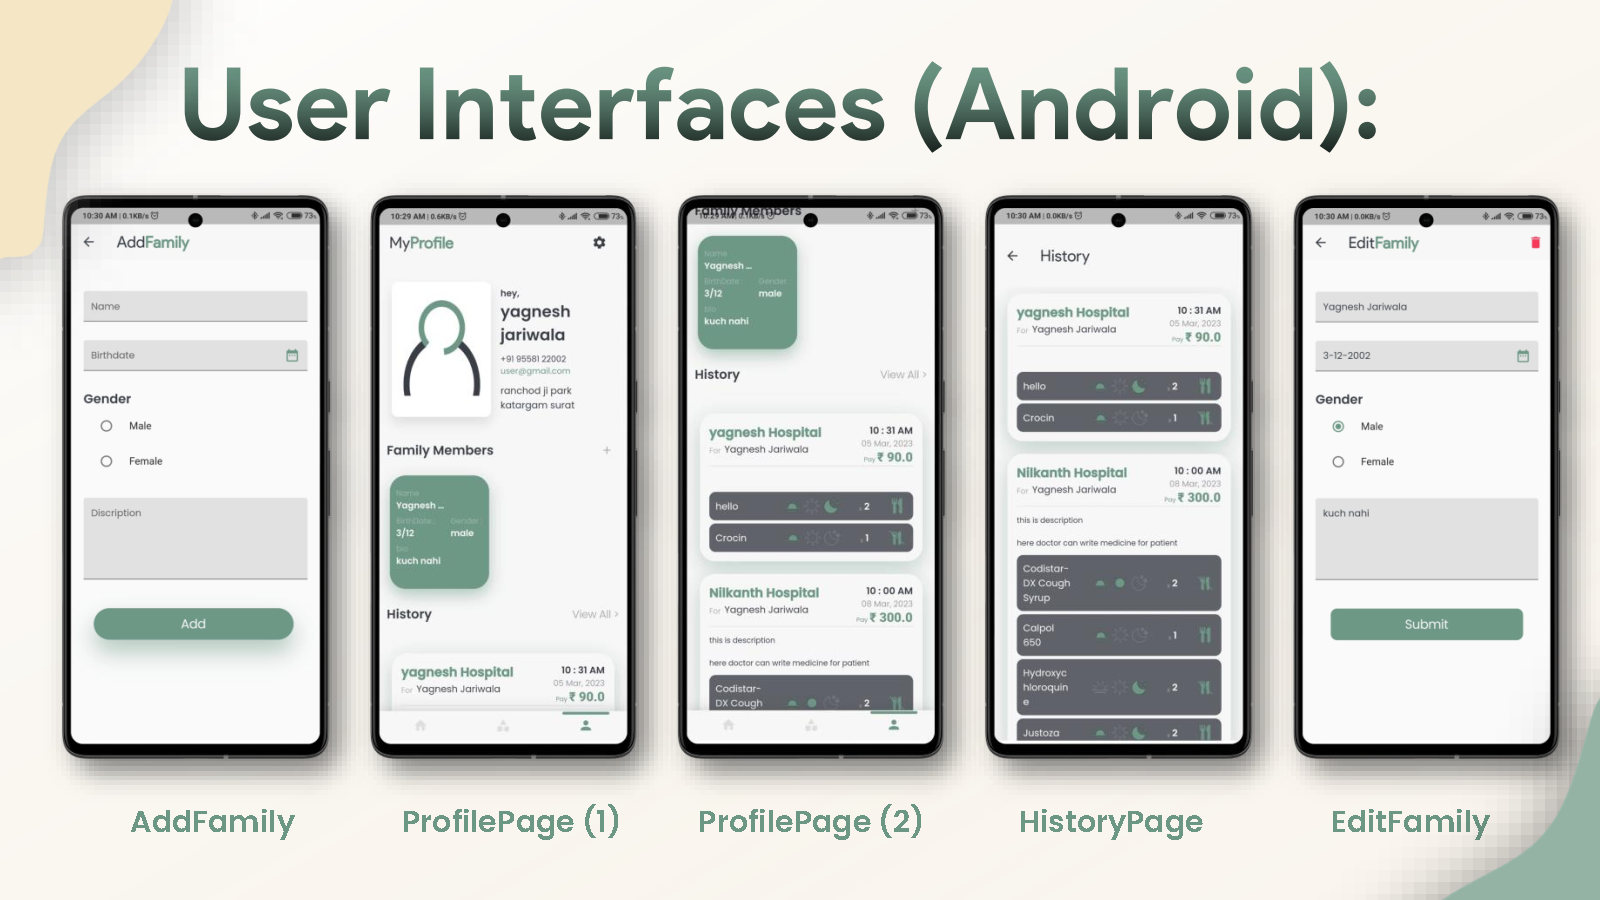 User Interfaces (Android):
10:30 AM | 0.1KB/s
73
AddFamily
Name
Birthdate
Gender
Male
Female
Discription
Add
AddFamily
10:29 AM | 0.6KB/s
73
MyProfile
hey,
yagnesh
jariwala
+91 95581 22002
user@gmail.com
ranchod ji park
katargam surat
Family Members +
Name
Yagnesh ...
BirthDate: Gender:
3/12 male
bio
kuch nahi
History View All >
yagnesh Hospital 10 : 31 AM
05 Mar, 2023
For Yagnesh Jariwala
Pay ₹ 90.0
ProfilePage (1)
Family Members
73
Name
Yagnesh ...
BirthDate: Gender:
3/12 male
bio
kuch nahi
History View All >
yagnesh Hospital 10 : 31 AM
05 Mar, 2023
For Yagnesh Jariwala
Pay ₹ 90.0
hello . 2
Crocin . 1
Nilkanth Hospital 10 : 00 AM
08 Mar, 2023
For Yagnesh Jariwala
Pay ₹ 300.0
this is description
here doctor can write medicine for patient
Codistar-
DX Cough . 2
ProfilePage (2)
10:30 AM | 0.0KB/s
73
History
yagnesh Hospital 10 : 31 AM
05 Mar, 2023
For Yagnesh Jariwala
Pay ₹ 90.0
hello . 2
Crocin . 1
Nilkanth Hospital 10 : 00 AM
08 Mar, 2023
For Yagnesh Jariwala
Pay ₹ 300.0
this is description
here doctor can write medicine for patient
Codistar-
DX Cough . 2
Syrup
Calpol . 1
650
Hydroxyc
hloroquin . 2
e
Justoza . 2
HistoryPage
10:30 AM | 0.0KB/s
73
EditFamily
Yagnesh Jariwala
3-12-2002
Gender
Male
Female
kuch nahi
Submit
EditFamily